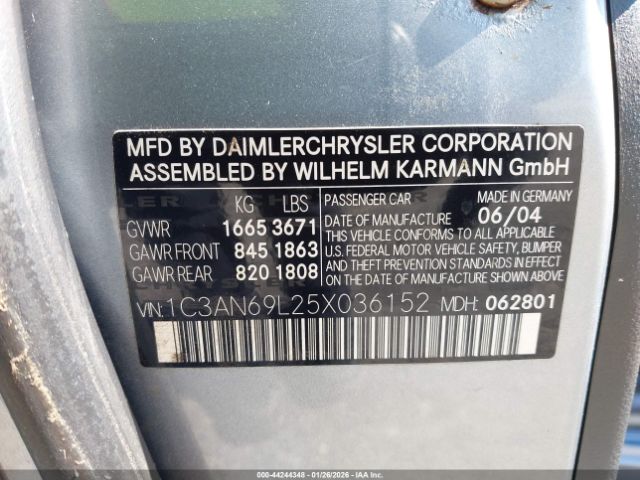 MFD BY DAIMLERCHRYSLER CORPORATION
ASSEMBLED BY WILHELM KARMANN GmbH
KG LBS
GVWR 1665 3671
GAWR FRONT 845 1863
GAWR REAR 820 1808
PASSENGER CAR MADE IN GERMANY
DATE OF MANUFACTURE 06/04
THIS VEHICLE CONFORMS TO ALL APPLICABLE
U.S. FEDERAL MOTOR VEHICLE SAFETY, BUMPER
AND THEFT PREVENTION STANDARDS IN EFFECT
ON THE DATE OF MANUFACTURE SHOWN ABOVE.
VIN: 1C3AN69L25X036152 MDH: 062801
000-44244348 | 01/26/2026 | IAA Inc.